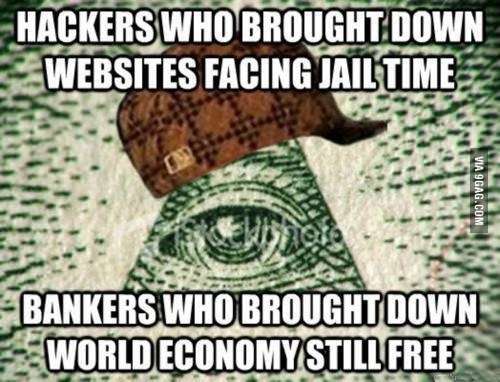 HACKERS WHO BROUGHT DOWN
WEBSITES FACING JAIL TIME
VIA 9GAG.COM
iStockphoto
BANKERS WHO BROUGHT DOWN
WORLD ECONOMY STILL FREE